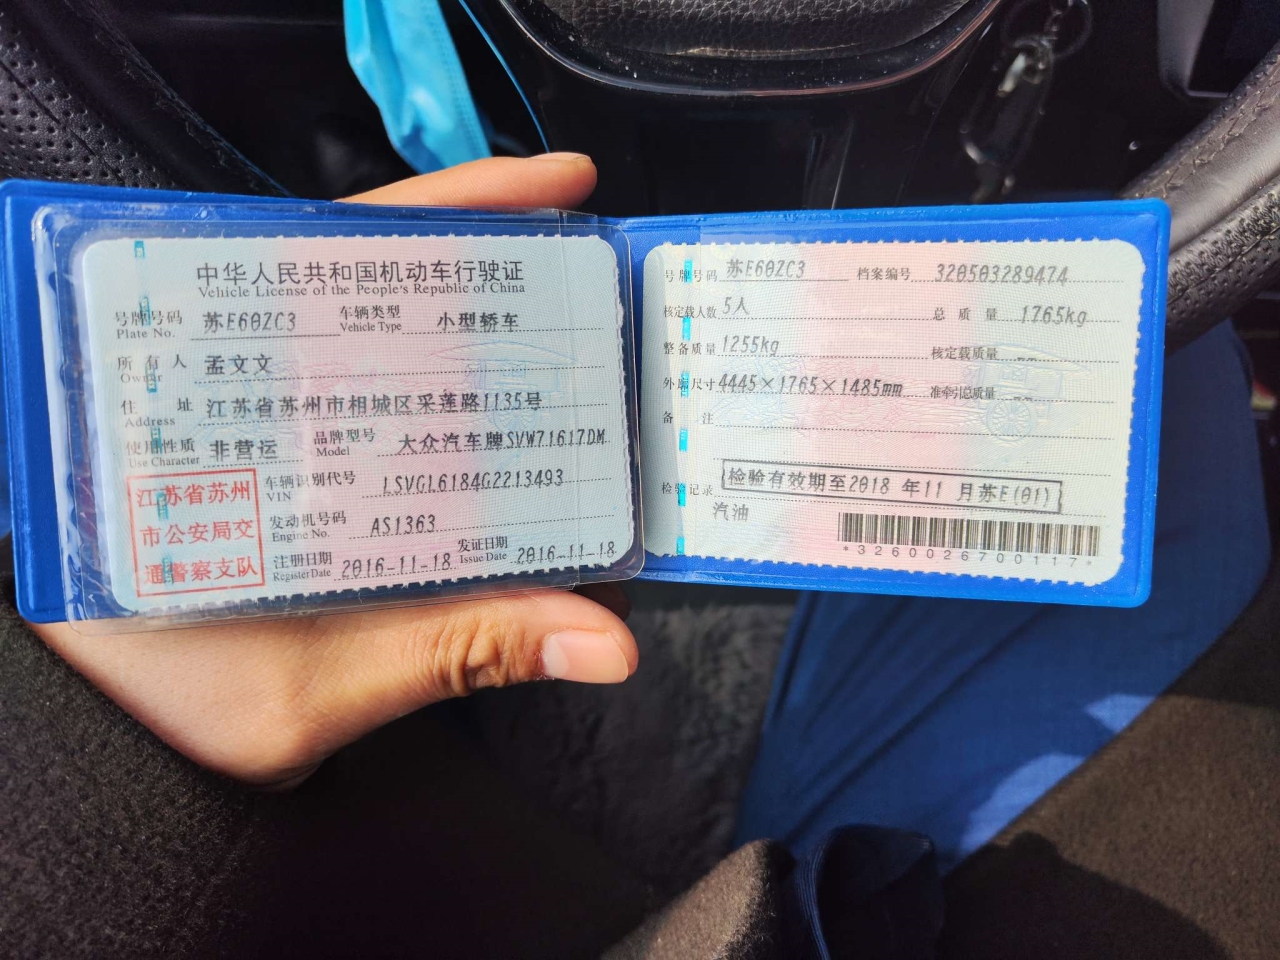 中华人民共和国机动车行驶证
Vehicle License of the People's Republic of China
号牌号码 苏E60ZC3 车辆类型 小型轿车
Plate No. Vehicle Type
所有人 孟文文
Owner
住址 江苏省苏州市相城区采莲路1135号
Address
使用性质 非营运 品牌型号 大众汽车牌SVW71617DM
Use Character Model
江苏省苏州
市公安局交
通警察支队
车辆识别代号 LSVGL6184G2213493
VIN
发动机号码 AS1363
Engine No.
注册日期 2016-11-18 发证日期 2016-11-18
Register Date Issue Date
号牌号码 苏E60ZC3 档案编号 320503289474
核定载人数 5人 总质量 1765kg
整备质量 1255kg 核定载质量 --
外廓尺寸 4445×1765×1485mm 准牵引总质量 --
备注
检验记录 检验有效期至2018年11月苏E(01)
汽油
*3260026700117*